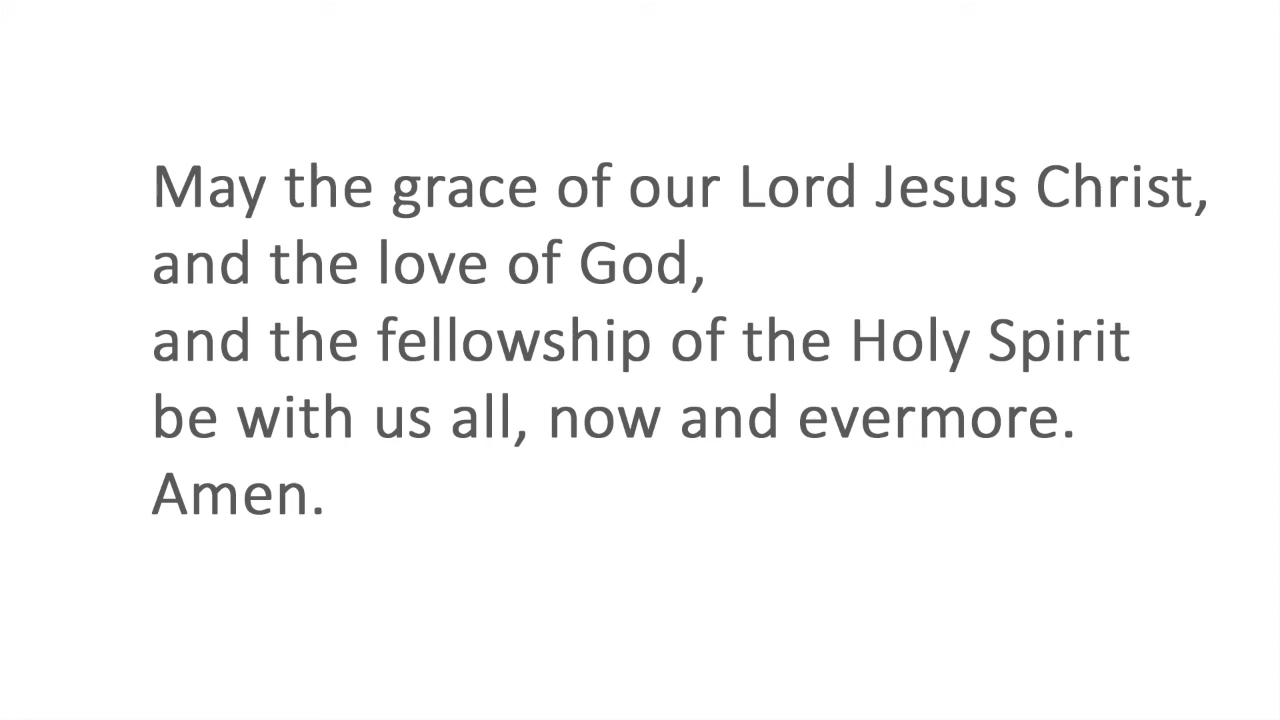 May the grace of our Lord Jesus Christ,
and the love of God,
and the fellowship of the Holy Spirit
be with us all, now and evermore.
Amen.